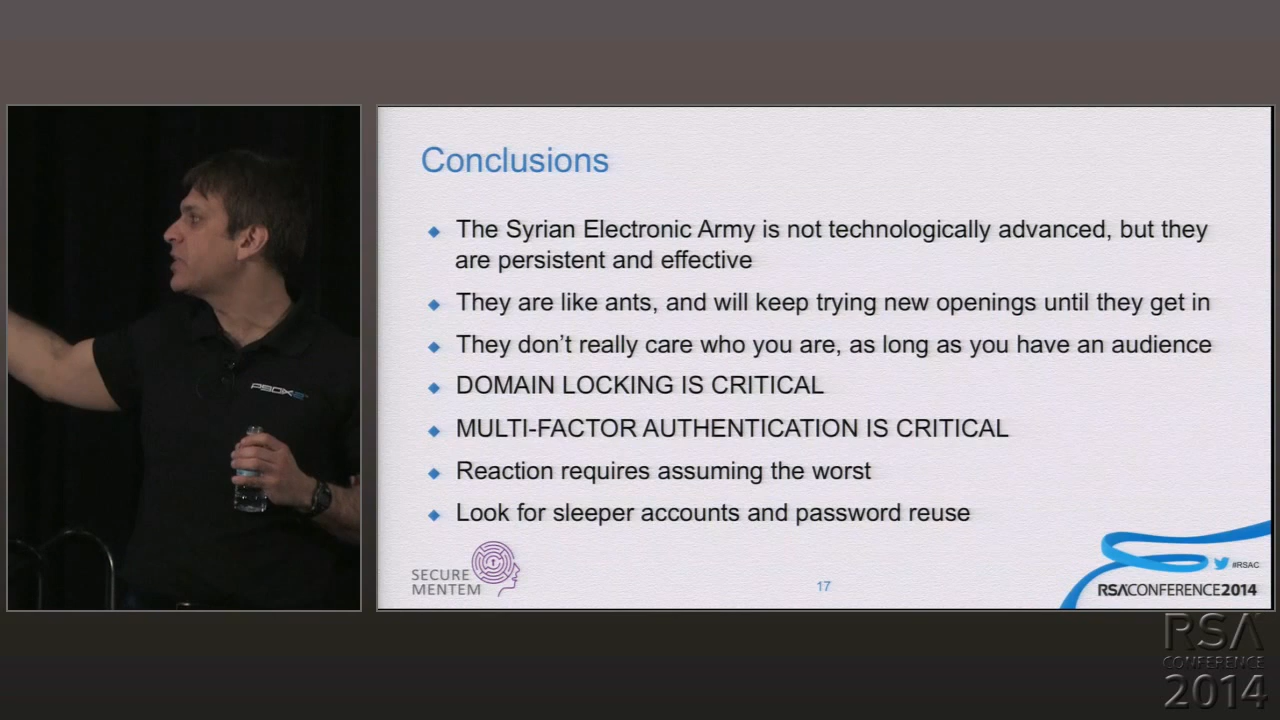 Conclusions
The Syrian Electronic Army is not technologically advanced, but they
are persistent and effective
They are like ants, and will keep trying new openings until they get in
They don't really care who you are, as long as you have an audience
DOMAIN LOCKING IS CRITICAL
MULTI-FACTOR AUTHENTICATION IS CRITICAL
Reaction requires assuming the worst
Look for sleeper accounts and password reuse
SECURE
MENTEM
17
#RSAC
RSACONFERENCE2014
RSA
CONFERENCE
2014